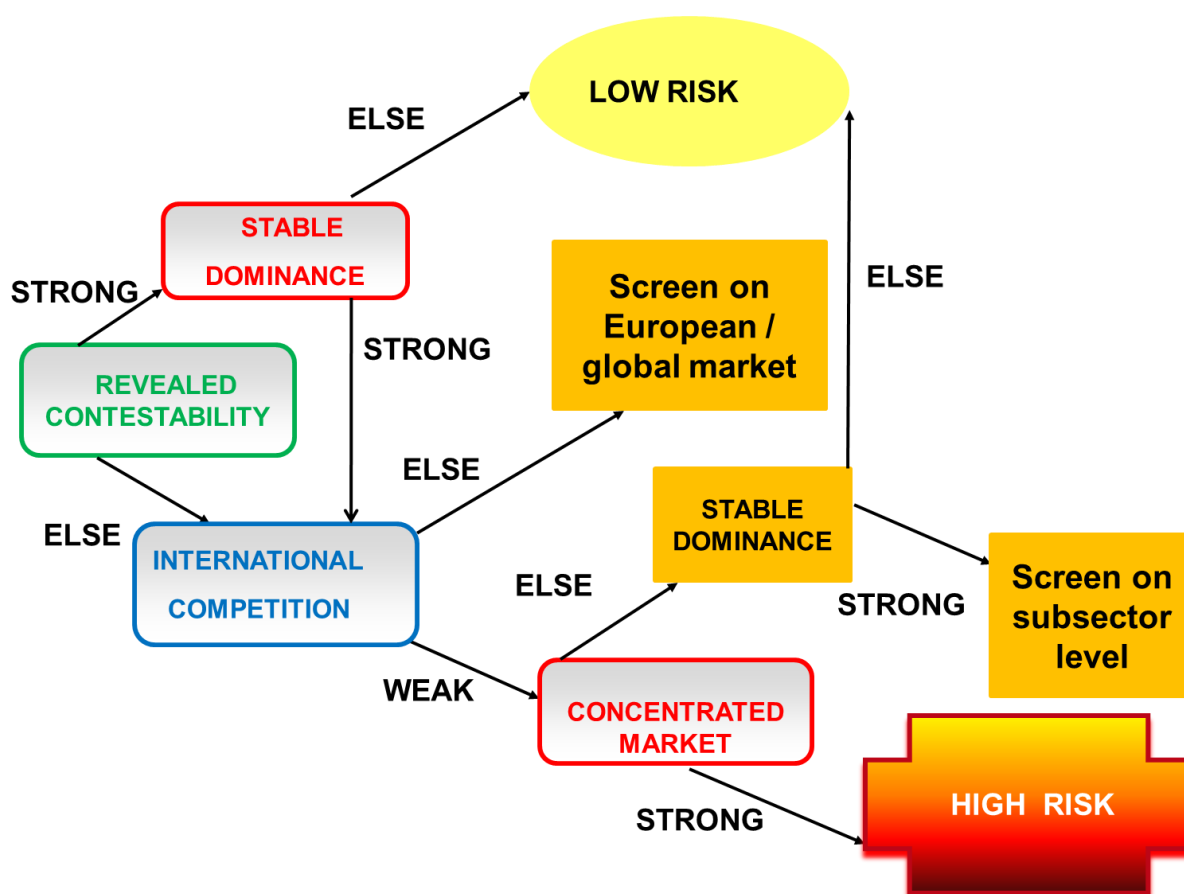 LOW RISK
ELSE
STABLE
DOMINANCE
STRONG
Screen on
European /
global market
ELSE
STRONG
REVEALED
CONTESTABILITY
ELSE
STABLE
DOMINANCE
ELSE
INTERNATIONAL
COMPETITION
ELSE
STRONG
Screen on
subsector
level
WEAK
CONCENTRATED
MARKET
STRONG
HIGH RISK